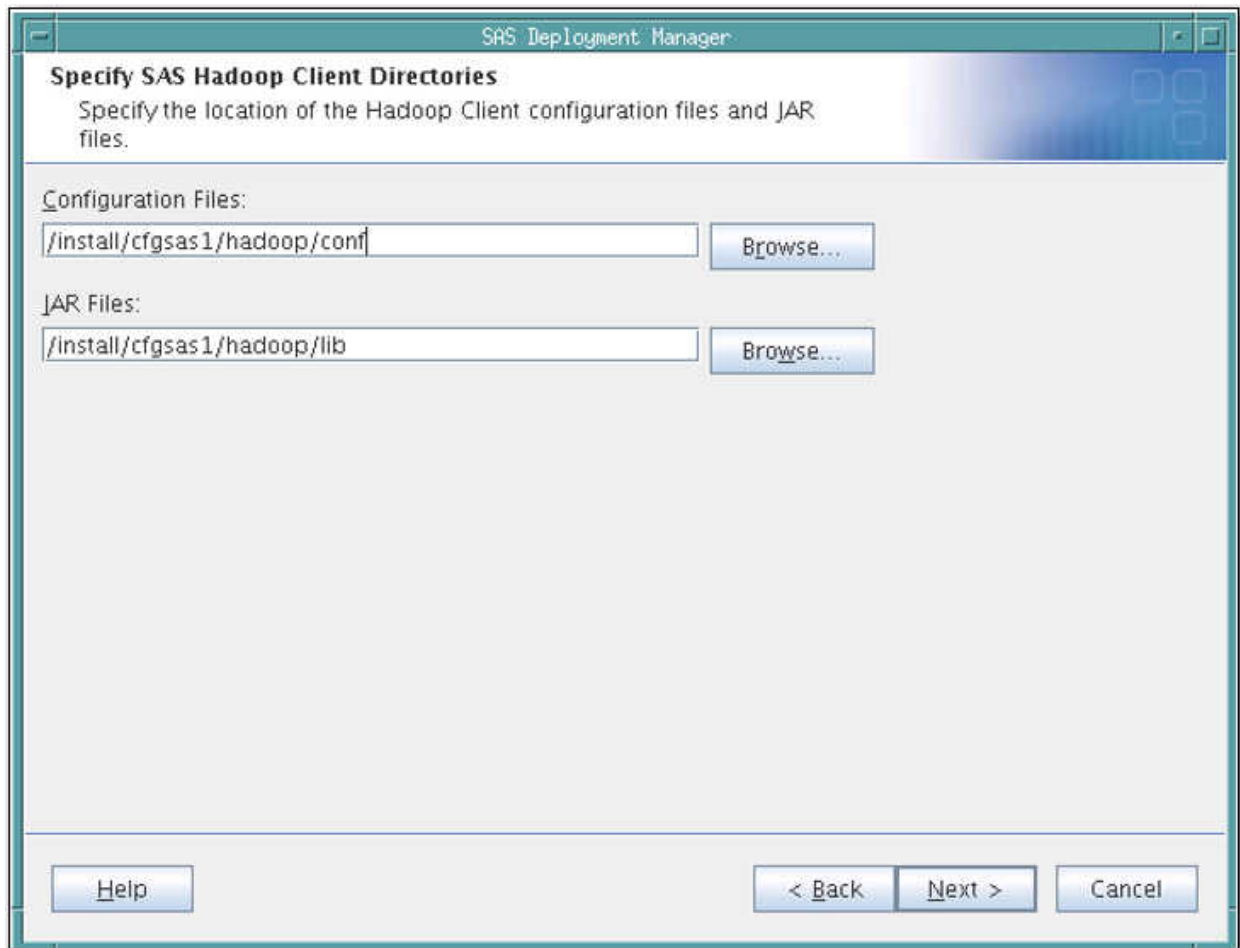 SAS Deployment Manager
Specify SAS Hadoop Client Directories
Specify the location of the Hadoop Client configuration files and JAR
files.
Configuration Files:
/install/cfgsas1/hadoop/conf
Browse...
JAR Files:
/install/cfgsas1/hadoop/lib
Browse...
Help
< Back
Next >
Cancel